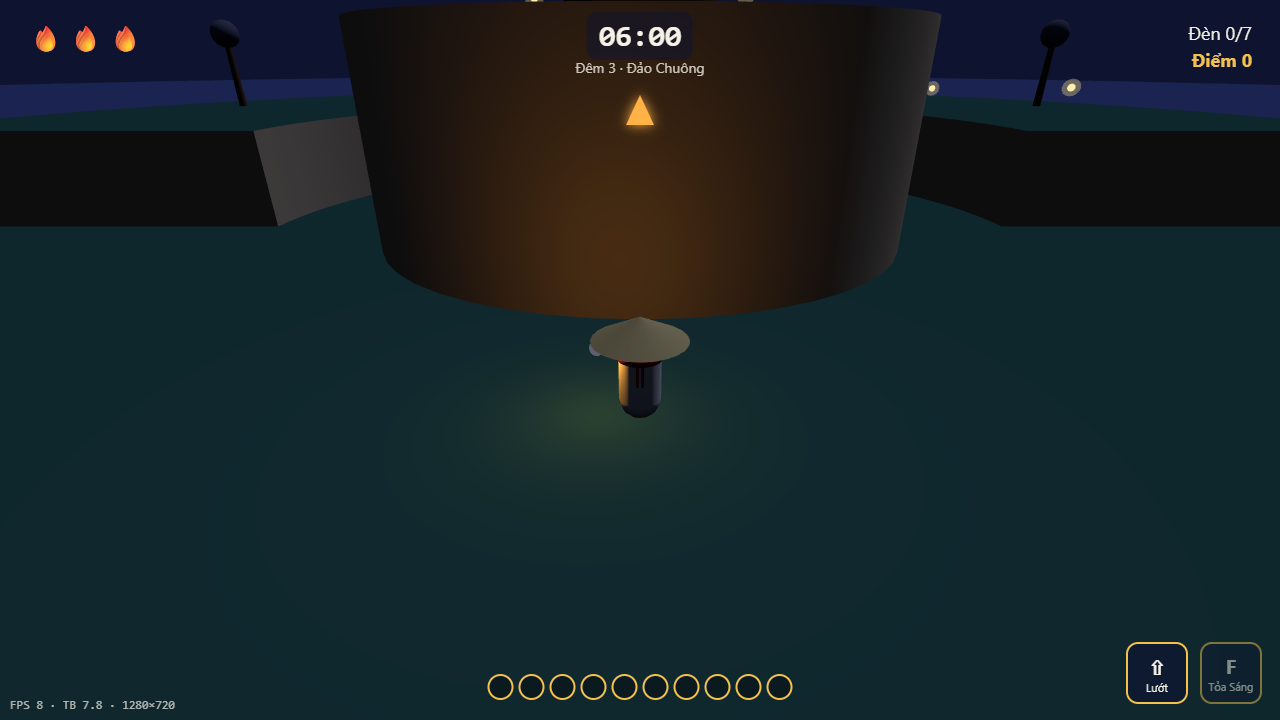 06:00
Đêm 3 · Đảo Chuông
Đèn 0/7
Điểm 0
⇧
Lướt
F
Tỏa Sáng
FPS 8 · TB 7.8 · 1280×720